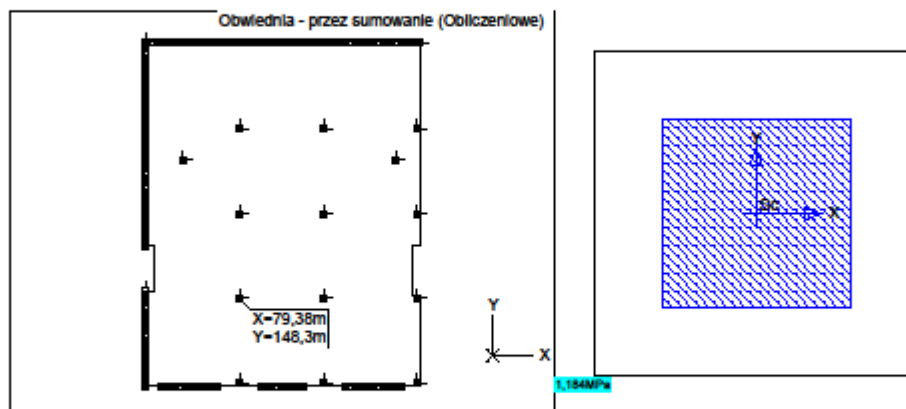 Obwiednia - przez sumowanie (Obliczeniowe)
X=79,38m
Y=148,3m
Y
X
Y
X
1,184MPa